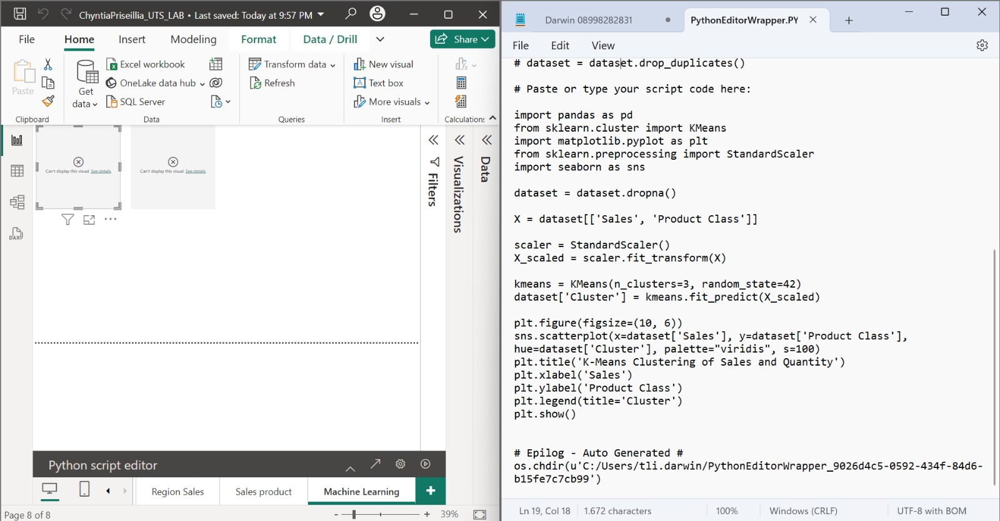 ChyntiaPriseillia_UTS_LAB • Last saved: Today at 9:57 PM
File Home Insert Modeling Format Data / Drill Share
Paste
Clipboard
Get data
Excel workbook
OneLake data hub
SQL Server
Data
Transform data
Refresh
Queries
New visual
Text box
More visuals
Insert
Calculations
Can't display this visual. See details
Can't display this visual. See details
DAX
Filters
Visualizations
Data
Python script editor
Region Sales
Sales product
Machine Learning
+
Page 8 of 8
- + 39%
Darwin 08998282831
PythonEditorWrapper.PY
File Edit View
# dataset = dataset.drop_duplicates()
# Paste or type your script code here:
import pandas as pd
from sklearn.cluster import KMeans
import matplotlib.pyplot as plt
from sklearn.preprocessing import StandardScaler
import seaborn as sns
dataset = dataset.dropna()
X = dataset[['Sales', 'Product Class']]
scaler = StandardScaler()
X_scaled = scaler.fit_transform(X)
kmeans = KMeans(n_clusters=3, random_state=42)
dataset['Cluster'] = kmeans.fit_predict(X_scaled)
plt.figure(figsize=(10, 6))
sns.scatterplot(x=dataset['Sales'], y=dataset['Product Class'],
hue=dataset['Cluster'], palette="viridis", s=100)
plt.title('K-Means Clustering of Sales and Quantity')
plt.xlabel('Sales')
plt.ylabel('Product Class')
plt.legend(title='Cluster')
plt.show()
# Epilog - Auto Generated #
os.chdir(u'C:/Users/tli.darwin/PythonEditorWrapper_9026d4c5-0592-434f-84d6-
b15fe7c7cb99')
Ln 19, Col 18 1.672 characters 100% Windows (CRLF) UTF-8 with BOM